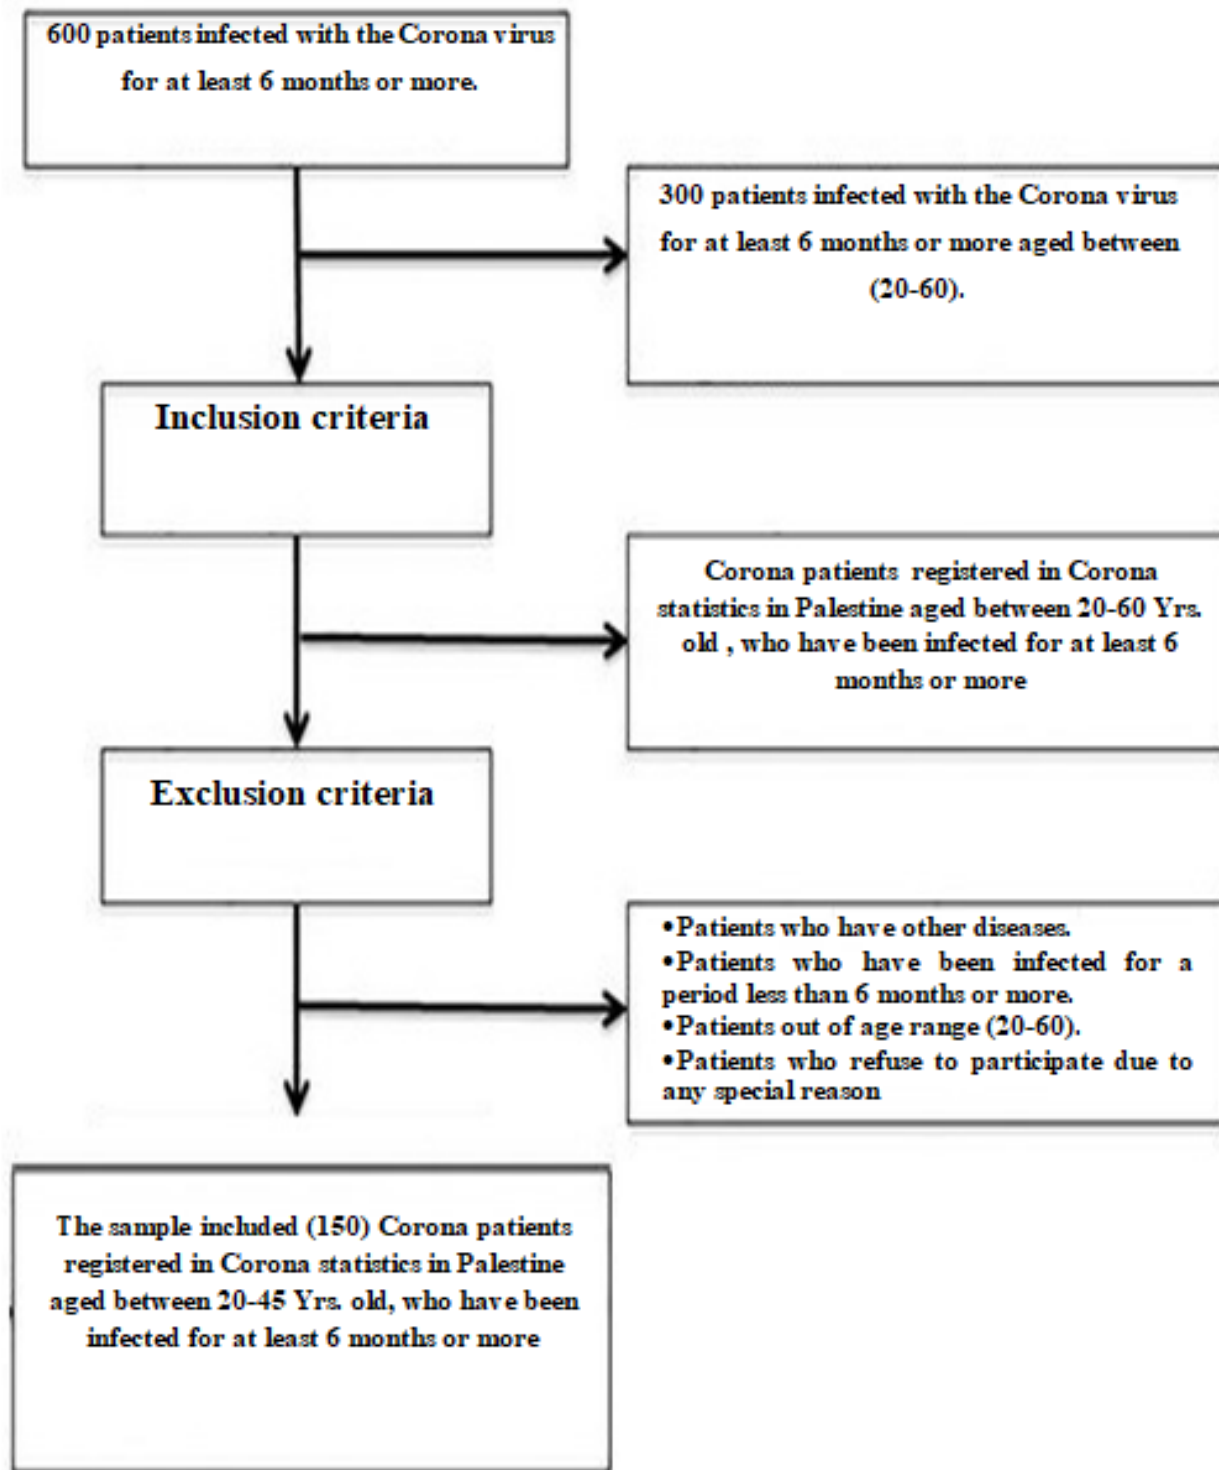 600 patients infected with the Corona virus
for at least 6 months or more.
300 patients infected with the Corona virus
for at least 6 months or more aged between
(20-60).
Inclusion criteria
Corona patients registered in Corona
statistics in Palestine aged between 20-60 Yrs.
old , who have been infected for at least 6
months or more
Exclusion criteria
•Patients who have other diseases.
•Patients who have been infected for a
period less than 6 months or more.
•Patients out of age range (20-60).
•Patients who refuse to participate due to
any special reason
The sample included (150) Corona patients
registered in Corona statistics in Palestine
aged between 20-45 Yrs. old, who have been
infected for at least 6 months or more